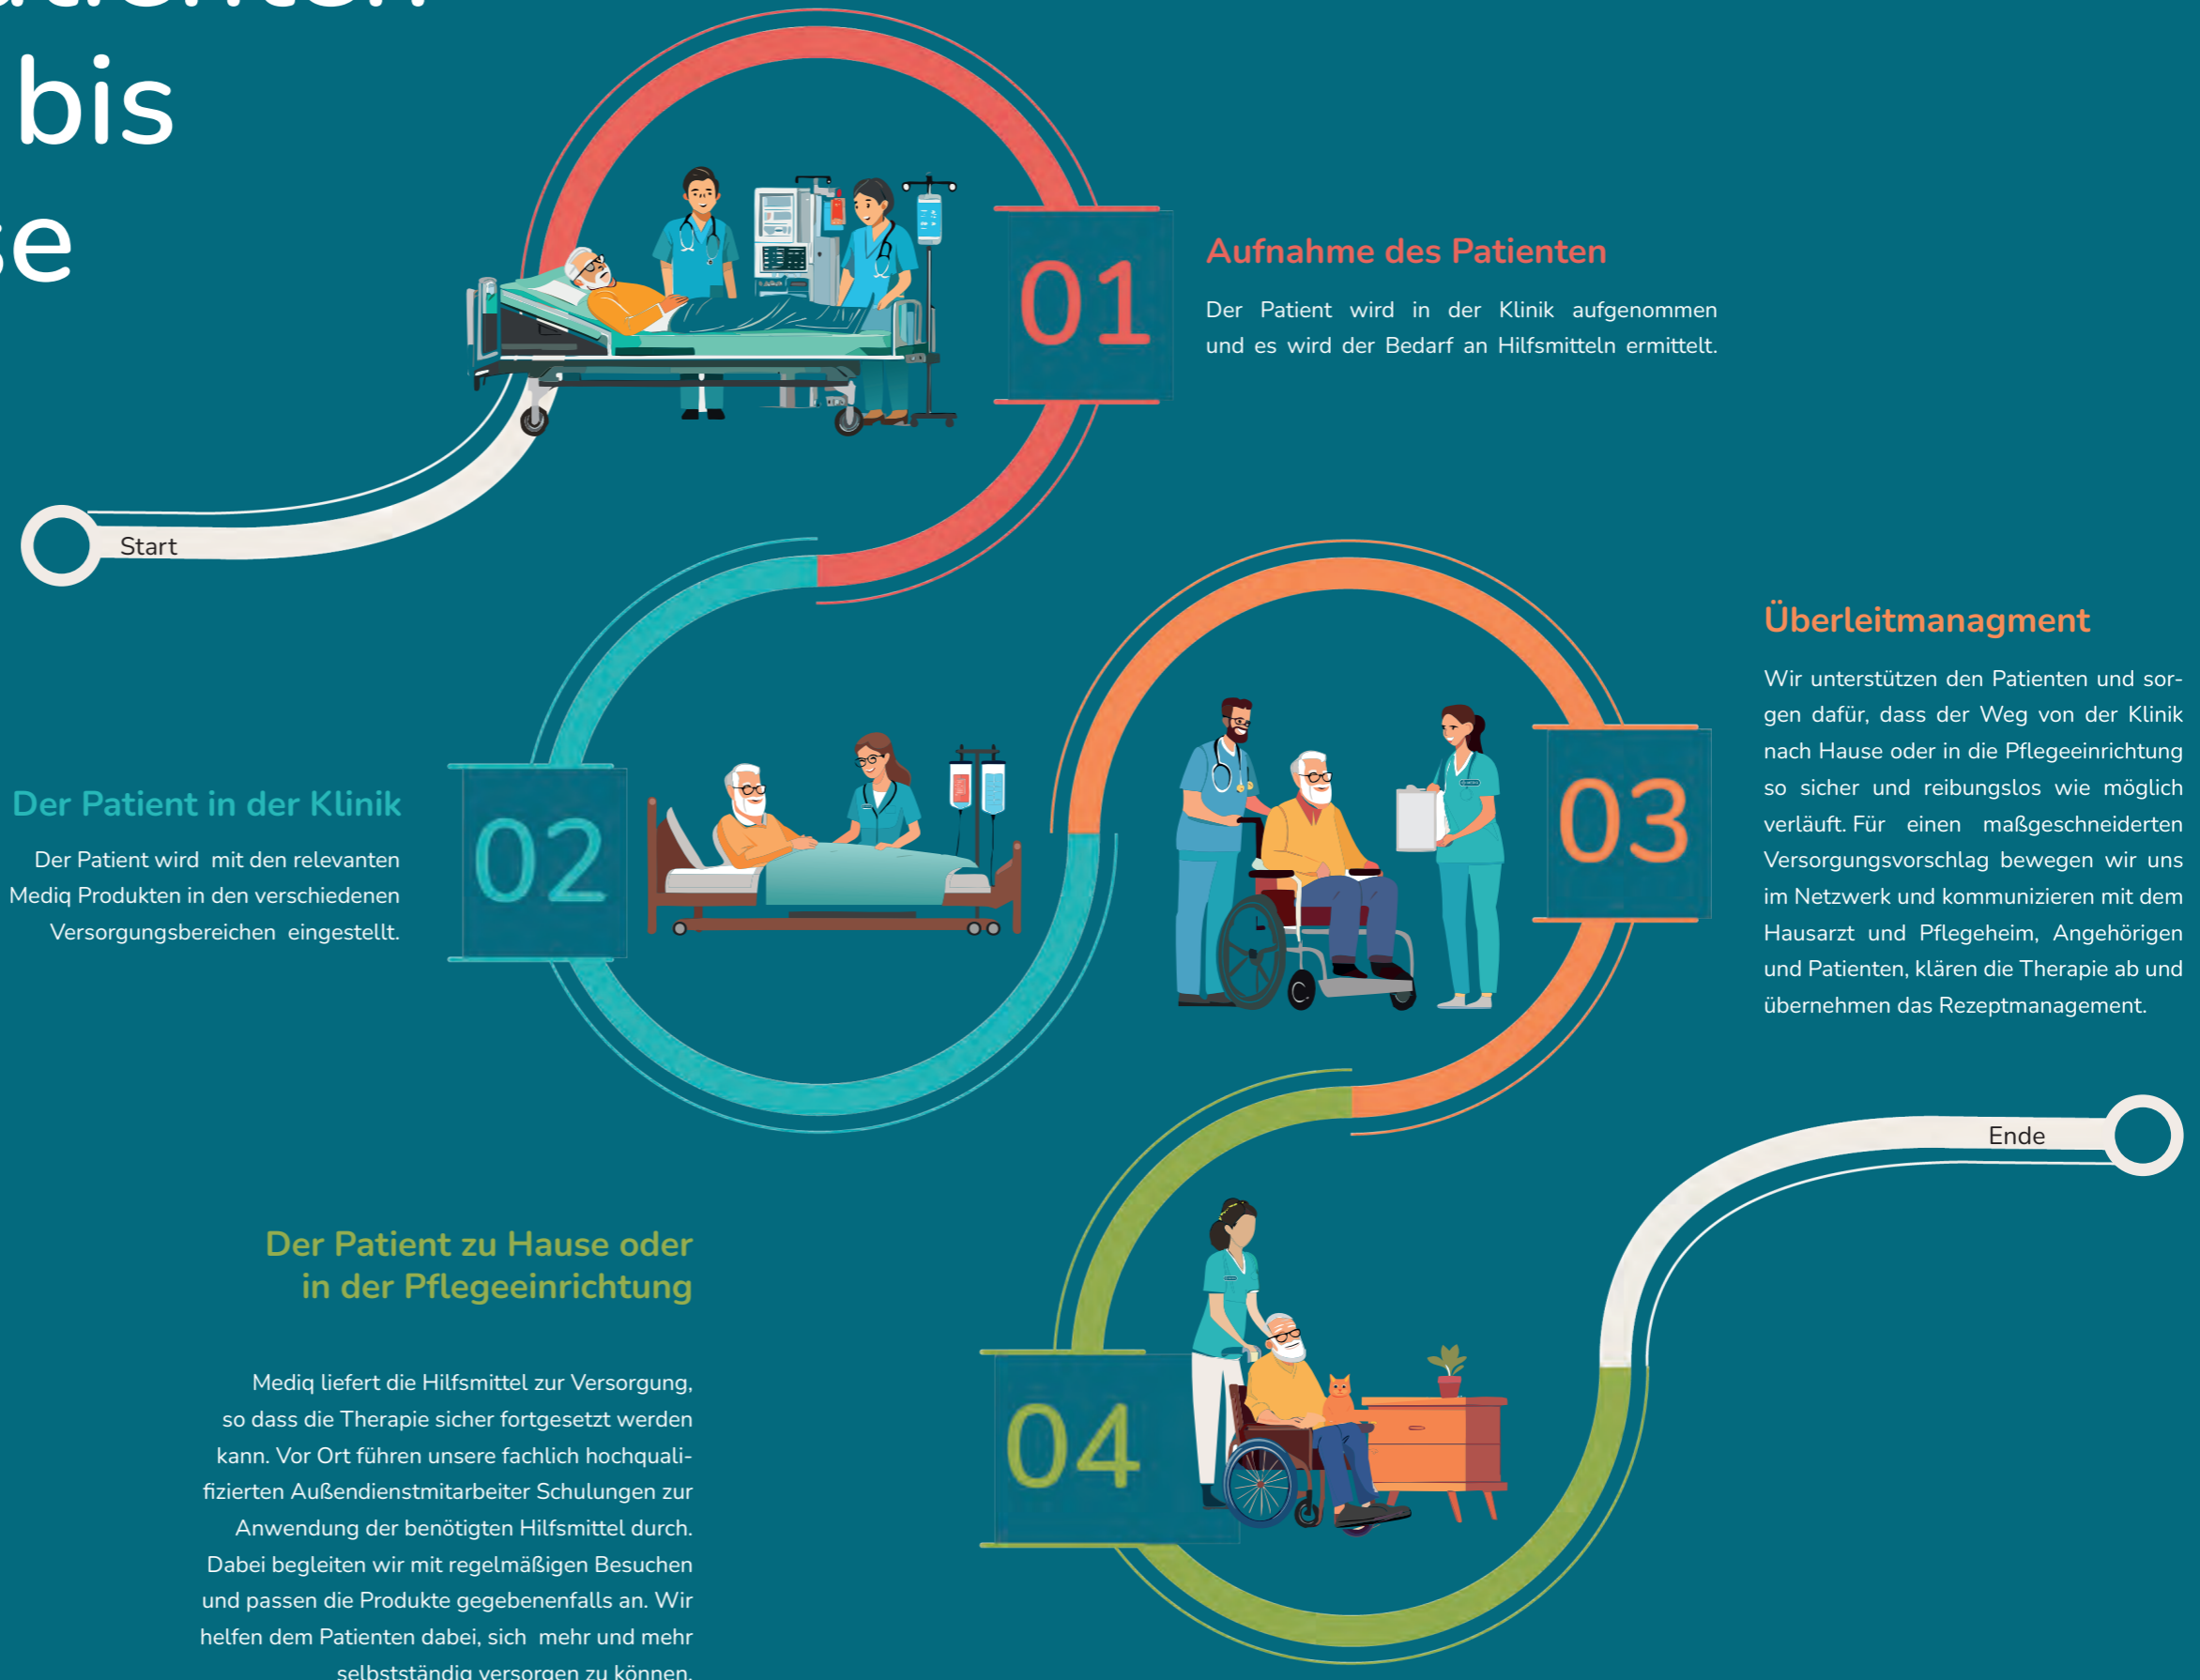 bis
Start
01
Aufnahme des Patienten
Der Patient wird in der Klinik aufgenommen
und es wird der Bedarf an Hilfsmitteln ermittelt.
02
Der Patient in der Klinik
Der Patient wird mit den relevanten
Mediq Produkten in den verschiedenen
Versorgungsbereichen eingestellt.
03
Überleitmanagment
Wir unterstützen den Patienten und sor-
gen dafür, dass der Weg von der Klinik
nach Hause oder in die Pflegeeinrichtung
so sicher und reibungslos wie möglich
verläuft. Für einen maßgeschneiderten
Versorgungsvorschlag bewegen wir uns
im Netzwerk und kommunizieren mit dem
Hausarzt und Pflegeheim, Angehörigen
und Patienten, klären die Therapie ab und
übernehmen das Rezeptmanagement.
04
Der Patient zu Hause oder
in der Pflegeeinrichtung
Mediq liefert die Hilfsmittel zur Versorgung,
so dass die Therapie sicher fortgesetzt werden
kann. Vor Ort führen unsere fachlich hochquali-
fizierten Außendienstmitarbeiter Schulungen zur
Anwendung der benötigten Hilfsmittel durch.
Dabei begleiten wir mit regelmäßigen Besuchen
und passen die Produkte gegebenenfalls an. Wir
helfen dem Patienten dabei, sich mehr und mehr
selbstständig versorgen zu können.
Ende